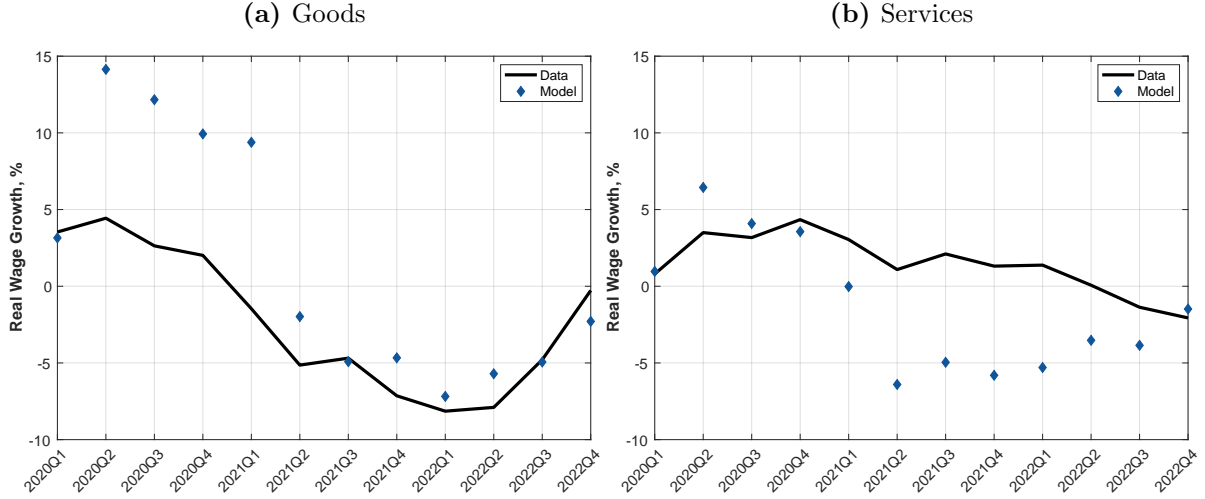 (a) Goods
Real Wage Growth, %
15
10
5
0
-5
-10
Data
Model
2020Q1
2020Q2
2020Q3
2020Q4
2021Q1
2021Q2
2021Q3
2021Q4
2022Q1
2022Q2
2022Q3
2022Q4
(b) Services
Real Wage Growth, %
15
10
5
0
-5
-10
Data
Model
2020Q1
2020Q2
2020Q3
2020Q4
2021Q1
2021Q2
2021Q3
2021Q4
2022Q1
2022Q2
2022Q3
2022Q4